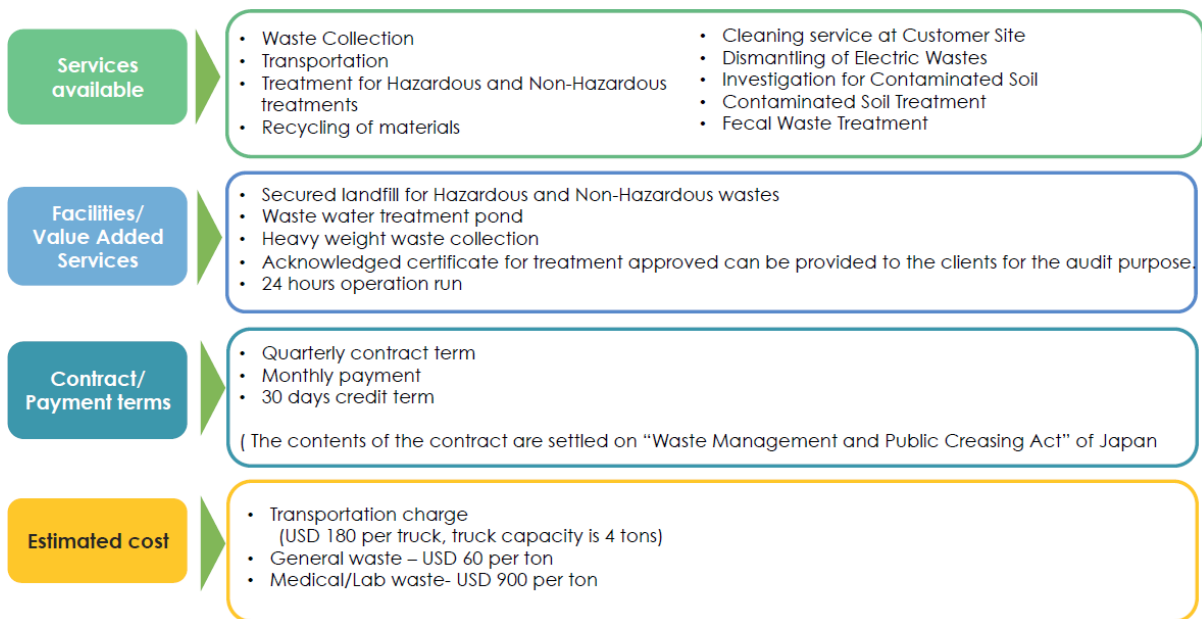 Services
available
• Waste Collection
• Transportation
• Treatment for Hazardous and Non-Hazardous
treatments
• Recycling of materials
• Cleaning service at Customer Site
• Dismantling of Electric Wastes
• Investigation for Contaminated Soil
• Contaminated Soil Treatment
• Fecal Waste Treatment
Facilities/
Value Added
Services
• Secured landfill for Hazardous and Non-Hazardous wastes
• Waste water treatment pond
• Heavy weight waste collection
• Acknowledged certificate for treatment approved can be provided to the clients for the audit purpose.
• 24 hours operation run
Contract/
Payment terms
• Quarterly contract term
• Monthly payment
• 30 days credit term
( The contents of the contract are settled on “Waste Management and Public Creasing Act” of Japan
Estimated cost
• Transportation charge
(USD 180 per truck, truck capacity is 4 tons)
• General waste – USD 60 per ton
• Medical/Lab waste- USD 900 per ton